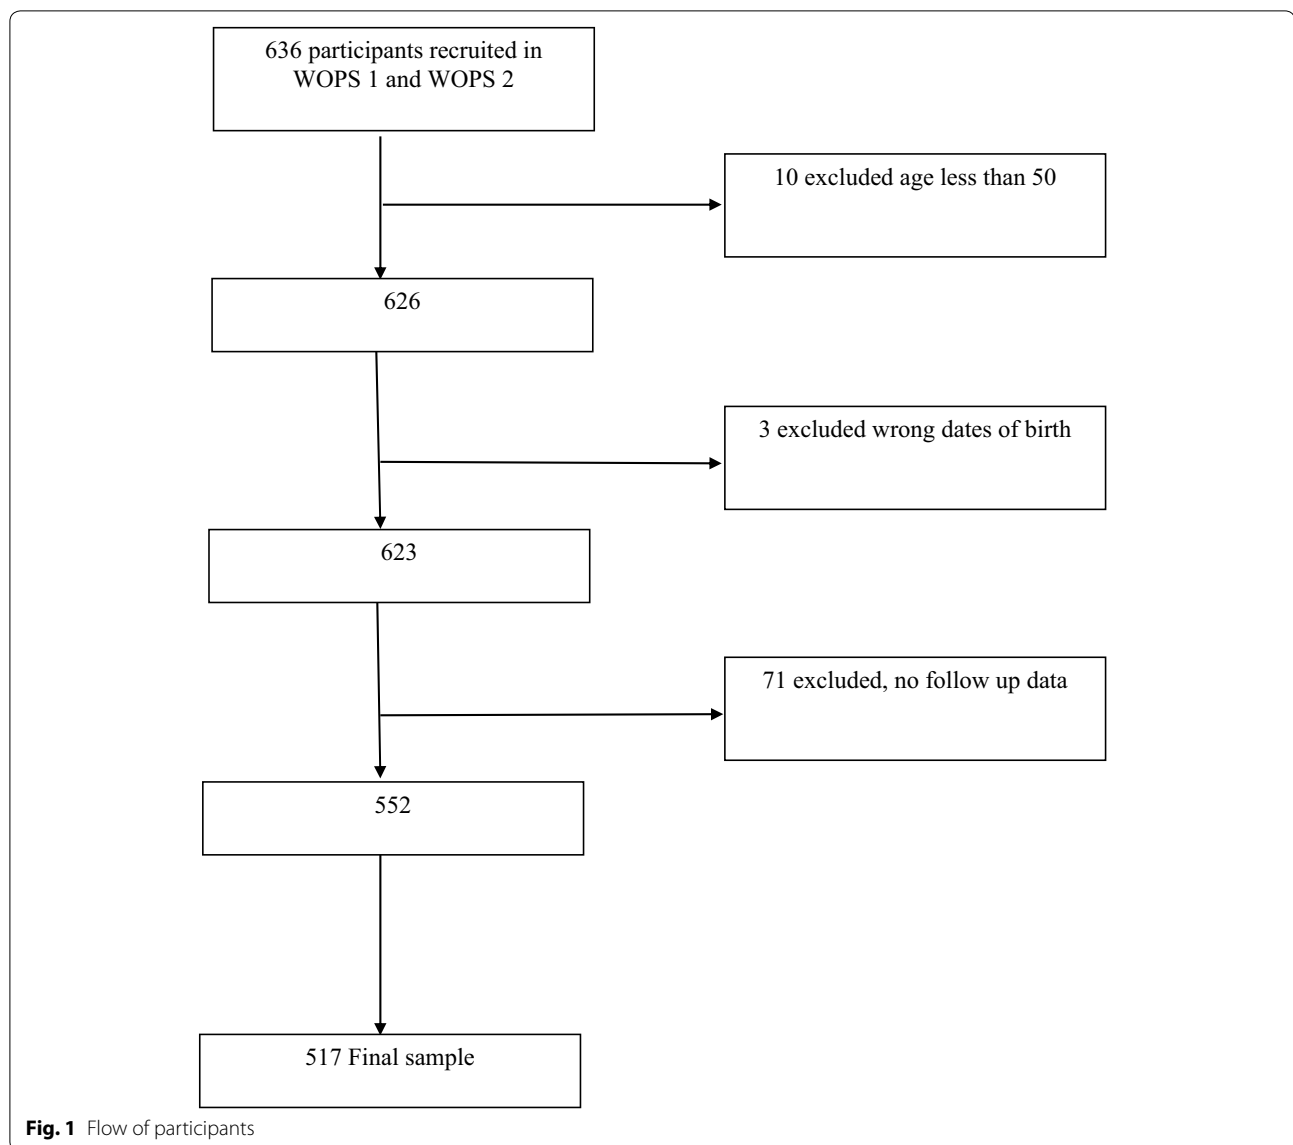 636 participants recruited in
WOPS 1 and WOPS 2
10 excluded age less than 50
626
3 excluded wrong dates of birth
623
71 excluded, no follow up data
552
517 Final sample
Fig. 1 Flow of participants